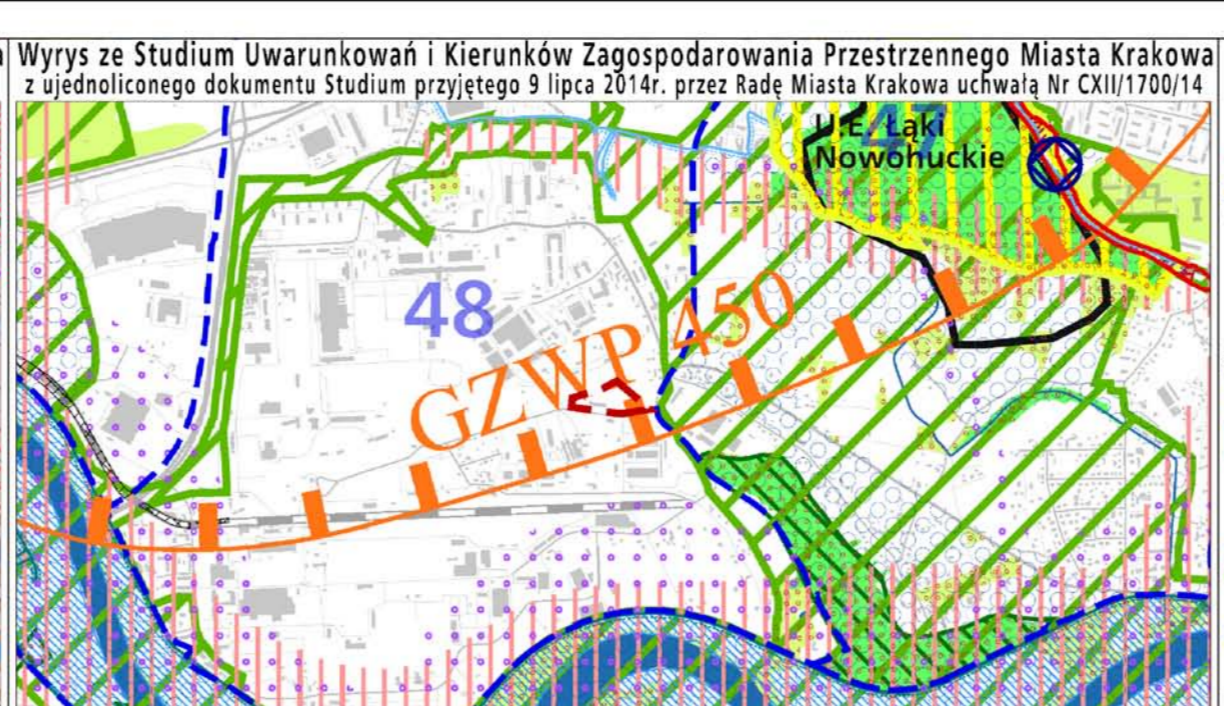 Wyrys ze Studium Uwarunkowań i Kierunków Zagospodarowania Przestrzennego Miasta Krakowa
z ujednoliconego dokumentu Studium przyjętego 9 lipca 2014r. przez Radę Miasta Krakowa uchwałą Nr CXII/1700/14
47
U.E. Łąki
Nowohuckie
48
GZWP 450